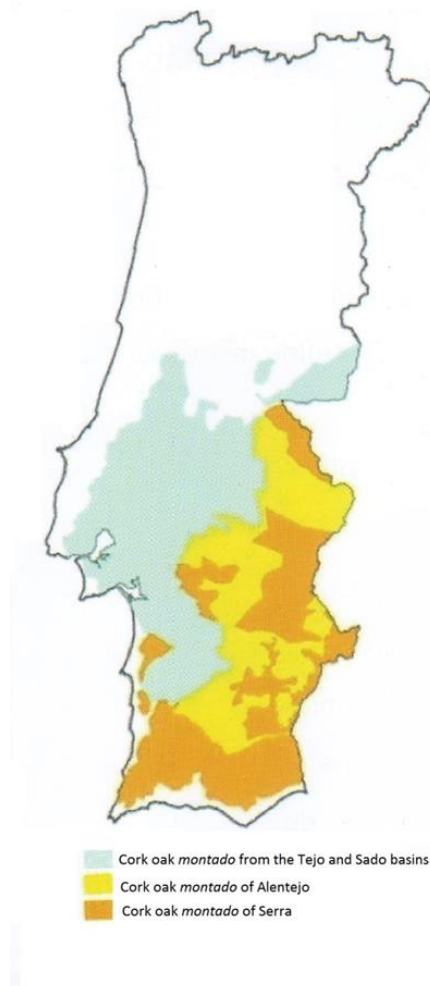 Cork oak montado from the Tejo and Sado basins
Cork oak montado of Alentejo
Cork oak montado of Serra